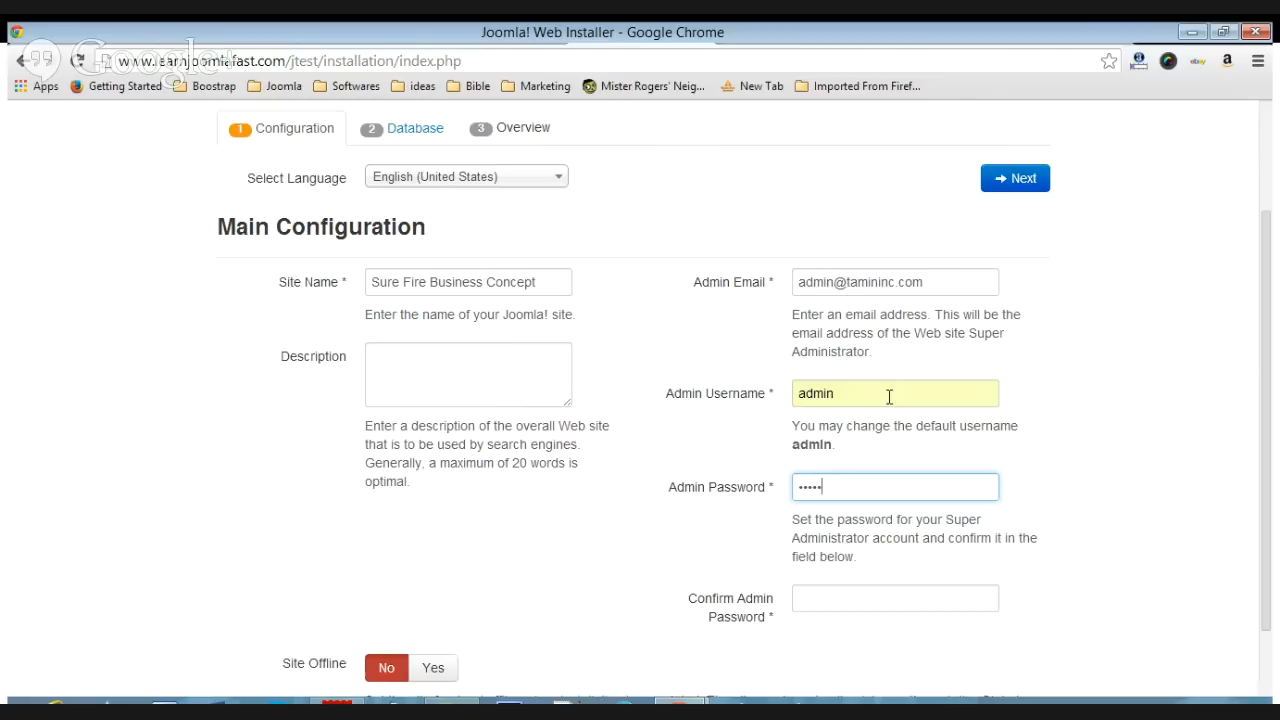 Joomla! Web Installer - Google Chrome
Google+
www.learnjoomlafast.com/jtest/installation/index.php
Apps Getting Started Boostrap Joomla Softwares ideas Bible Marketing Mister Rogers' Neig... New Tab Imported From Firef...
1 Configuration 2 Database 3 Overview
Select Language English (United States) Next
Main Configuration
Site Name * Sure Fire Business Concept
Enter the name of your Joomla! site.
Description
Enter a description of the overall Web site
that is to be used by search engines.
Generally, a maximum of 20 words is
optimal.
Admin Email * admin@tamininc.com
Enter an email address. This will be the
email address of the Web site Super
Administrator.
Admin Username * admin
You may change the default username
admin.
Admin Password * •••••
Set the password for your Super
Administrator account and confirm it in the
field below.
Confirm Admin
Password *
Site Offline No Yes